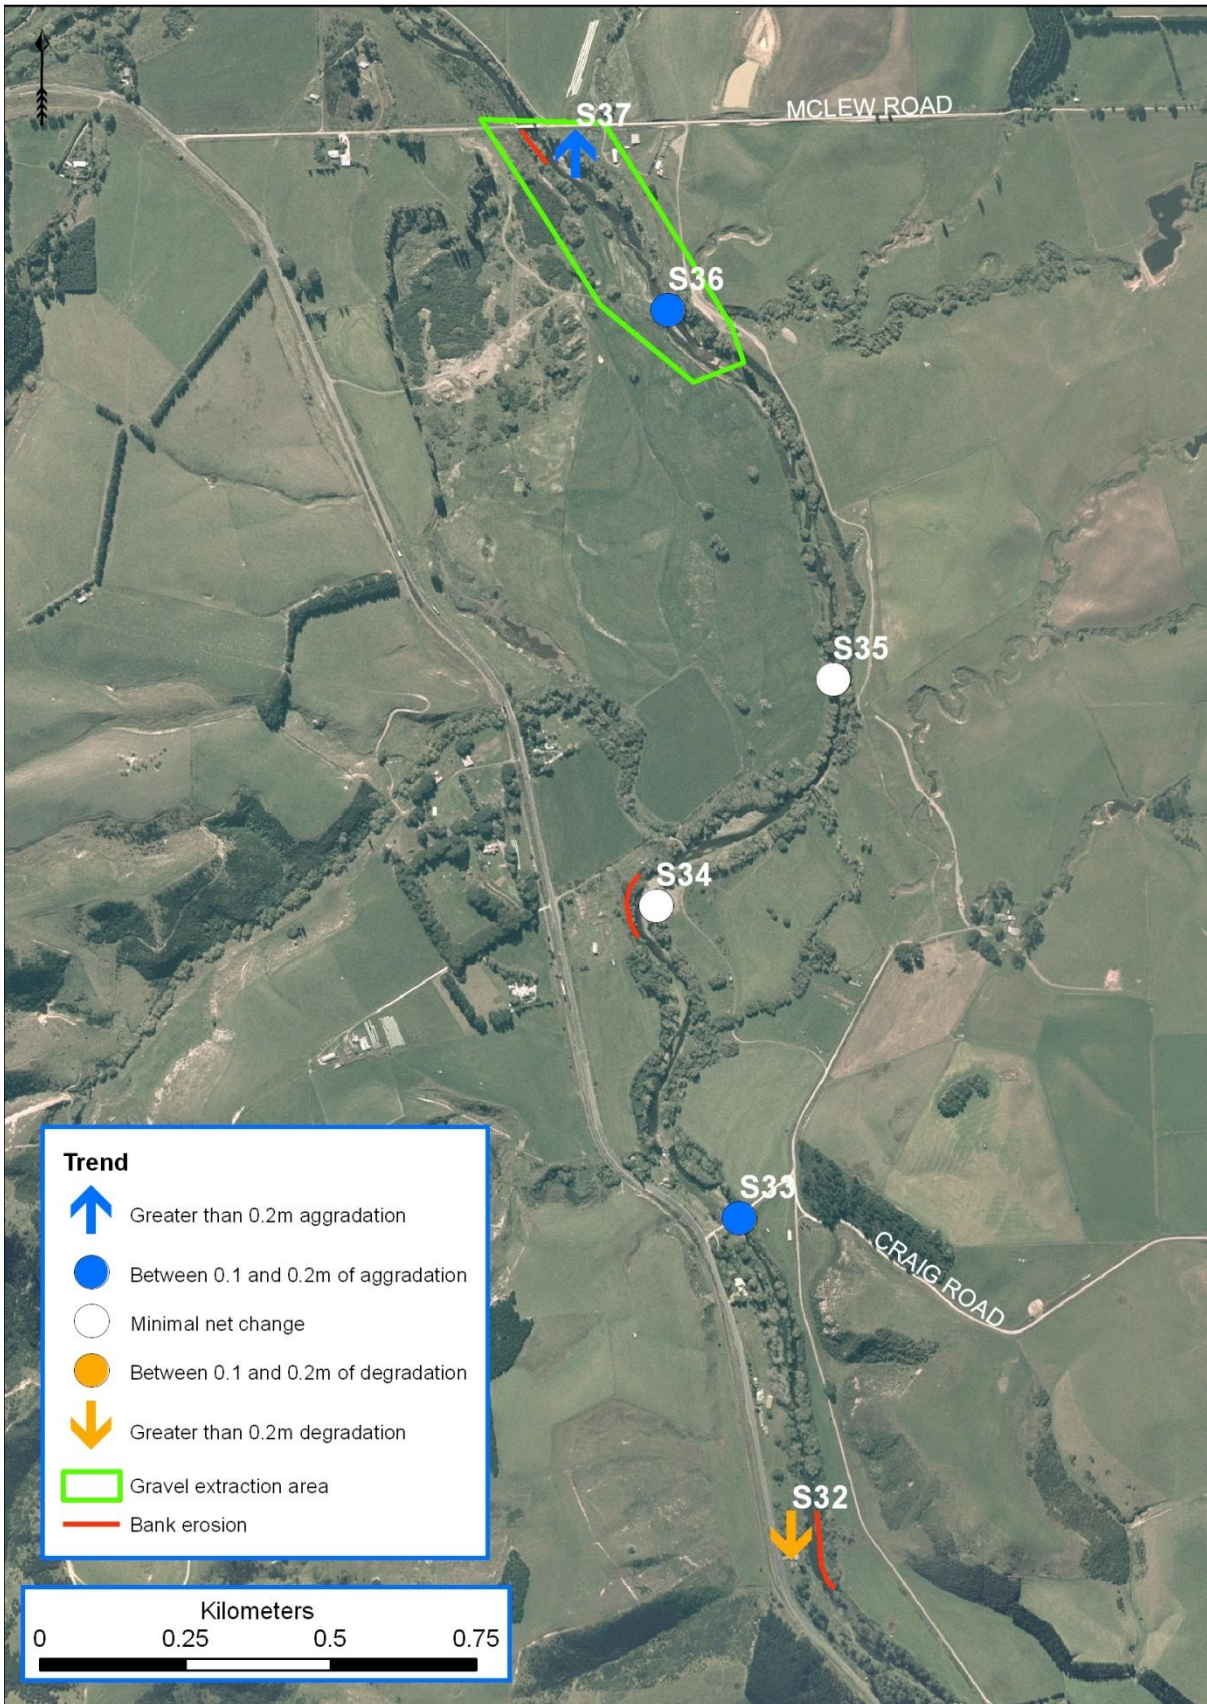 S37
MCLEW ROAD
S36
S35
S34
S33
CRAIG ROAD
S32
Trend
Greater than 0.2m aggradation
Between 0.1 and 0.2m of aggradation
Minimal net change
Between 0.1 and 0.2m of degradation
Greater than 0.2m degradation
Gravel extraction area
Bank erosion
Kilometers
0 0.25 0.5 0.75